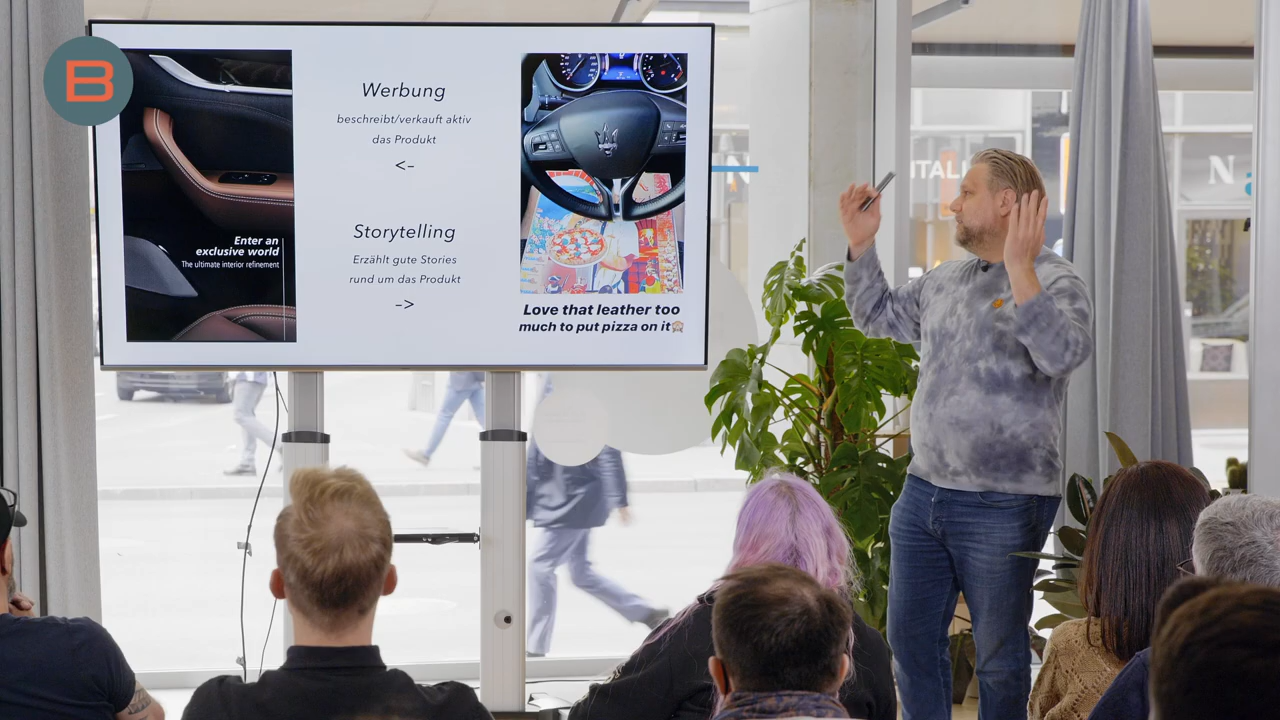 B
Enter an
exclusive world
The ultimate interior refinement
Werbung
beschreibt/verkauft aktiv
das Produkt
<-
Storytelling
Erzählt gute Stories
rund um das Produkt
->
Love that leather too
much to put pizza on it🙈
N
ITAL
N